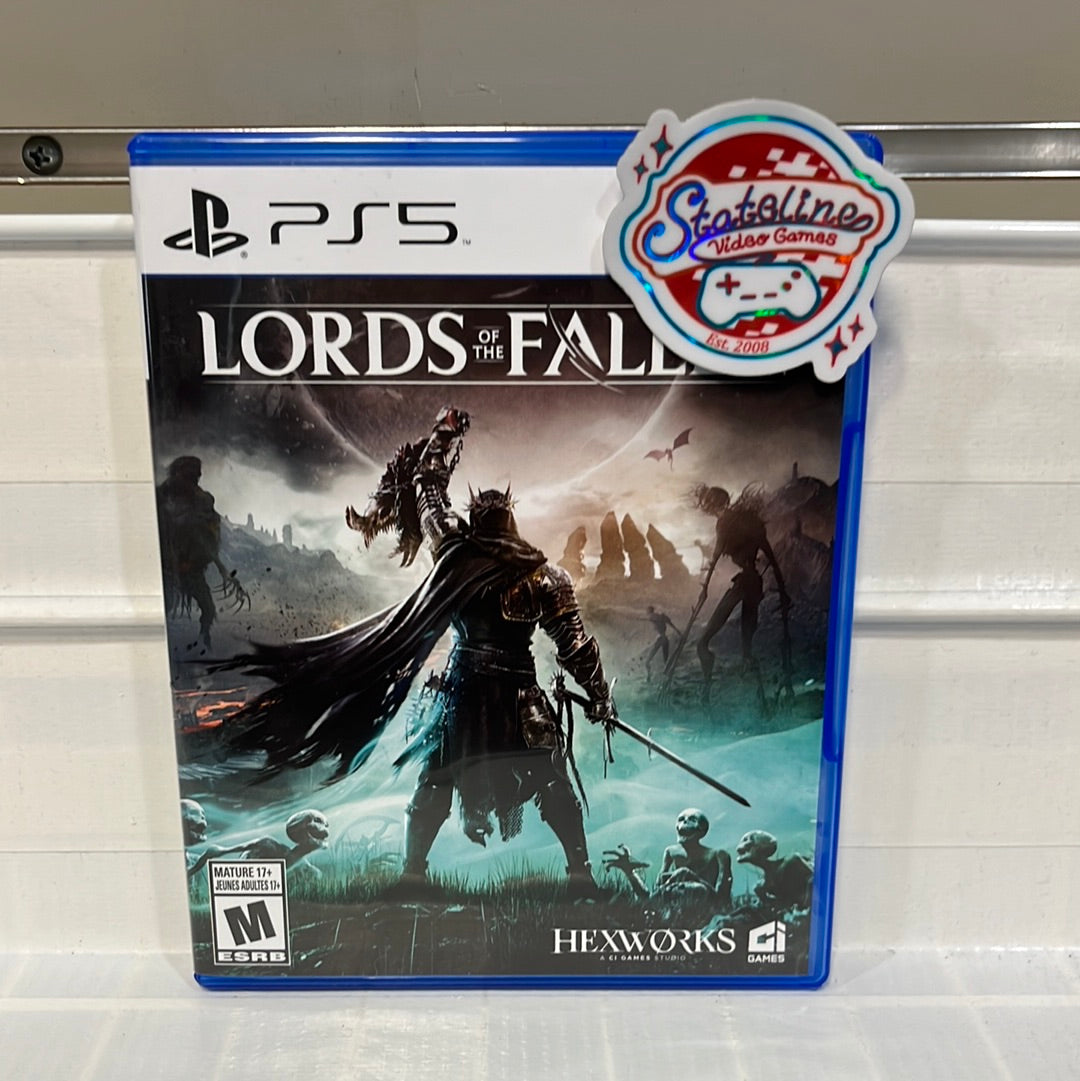 PS5
Stateline
Video Games
Est. 2008
LORDS OF THE FALL
MATURE 17+
JEUNES ADULTES 17+
M
ESRB
HEXWORKS
A CI GAMES STUDIO
Ci
GAMES